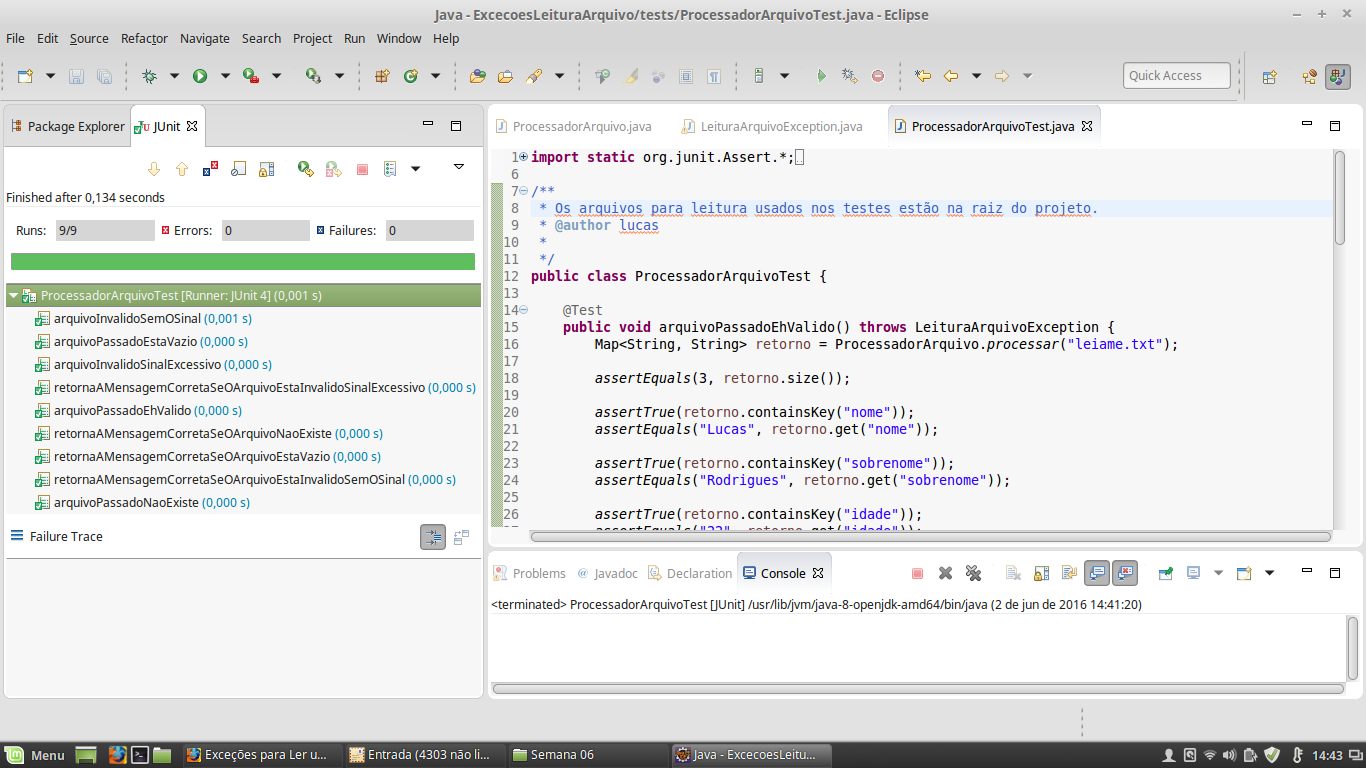 Java - ExcecoesLeituraArquivo/tests/ProcessadorArquivoTest.java - Eclipse
File Edit Source Refactor Navigate Search Project Run Window Help
Quick Access
Package Explorer JUnit
Finished after 0,134 seconds
Runs: 9/9 Errors: 0 Failures: 0
ProcessadorArquivoTest [Runner: JUnit 4] (0,001 s)
arquivoInvalidoSemOSinal (0,001 s)
arquivoPassadoEstaVazio (0,000 s)
arquivoInvalidoSinalExcessivo (0,000 s)
retornaAMensagemCorretaSeOArquivoEstaInvalidoSinalExcessivo (0,000 s)
arquivoPassadoEhValido (0,000 s)
retornaAMensagemCorretaSeOArquivoNaoExiste (0,000 s)
retornaAMensagemCorretaSeOArquivoEstaVazio (0,000 s)
retornaAMensagemCorretaSeOArquivoEstaInvalidoSemOSinal (0,000 s)
arquivoPassadoNaoExiste (0,000 s)
Failure Trace
ProcessadorArquivo.java LeituraArquivoException.java ProcessadorArquivoTest.java
1 import static org.junit.Assert.*;
6
7 /**
8 * Os arquivos para leitura usados nos testes estão na raiz do projeto.
9 * @author lucas
10 *
11 */
12 public class ProcessadorArquivoTest {
13
14 @Test
15 public void arquivoPassadoEhValido() throws LeituraArquivoException {
16 Map<String, String> retorno = ProcessadorArquivo.processar("leiame.txt");
17
18 assertEquals(3, retorno.size());
19
20 assertTrue(retorno.containsKey("nome"));
21 assertEquals("Lucas", retorno.get("nome"));
22
23 assertTrue(retorno.containsKey("sobrenome"));
24 assertEquals("Rodrigues", retorno.get("sobrenome"));
25
26 assertTrue(retorno.containsKey("idade"));
Problems Javadoc Declaration Console
<terminated> ProcessadorArquivoTest [JUnit] /usr/lib/jvm/java-8-openjdk-amd64/bin/java (2 de jun de 2016 14:41:20)
Menu Exceções para Ler u... Entrada (4303 não li... Semana 06 Java - ExcecoesLeitu... 14:43